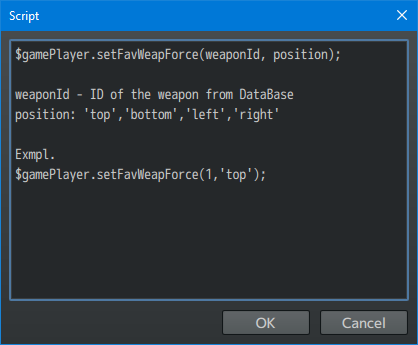 Script
$gamePlayer.setFavWeapForce(weaponId, position);
weaponId - ID of the weapon from DataBase
position: 'top','bottom','left','right'
Exmpl.
$gamePlayer.setFavWeapForce(1,'top');
OK
Cancel